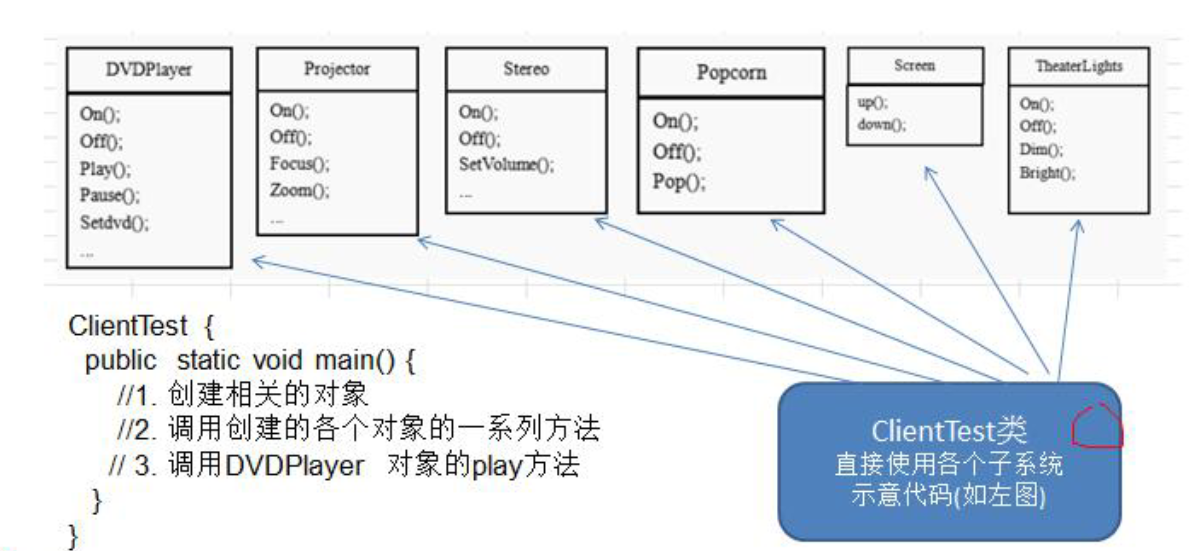 DVDPlayer
On();
Off();
Play();
Pause();
Setdvd();
...
Projector
On();
Off();
Focus();
Zoom();
...
Stereo
On();
Off();
SetVolume();
...
Popcorn
On();
Off();
Pop();
Screen
up();
down();
TheaterLights
On();
Off();
Dim();
Bright();
ClientTest {
public static void main() {
//1. 创建相关的对象
//2. 调用创建的各个对象的一系列方法
// 3. 调用DVDPlayer 对象的play方法
}
}
ClientTest类
直接使用各个子系统
示意代码(如左图)